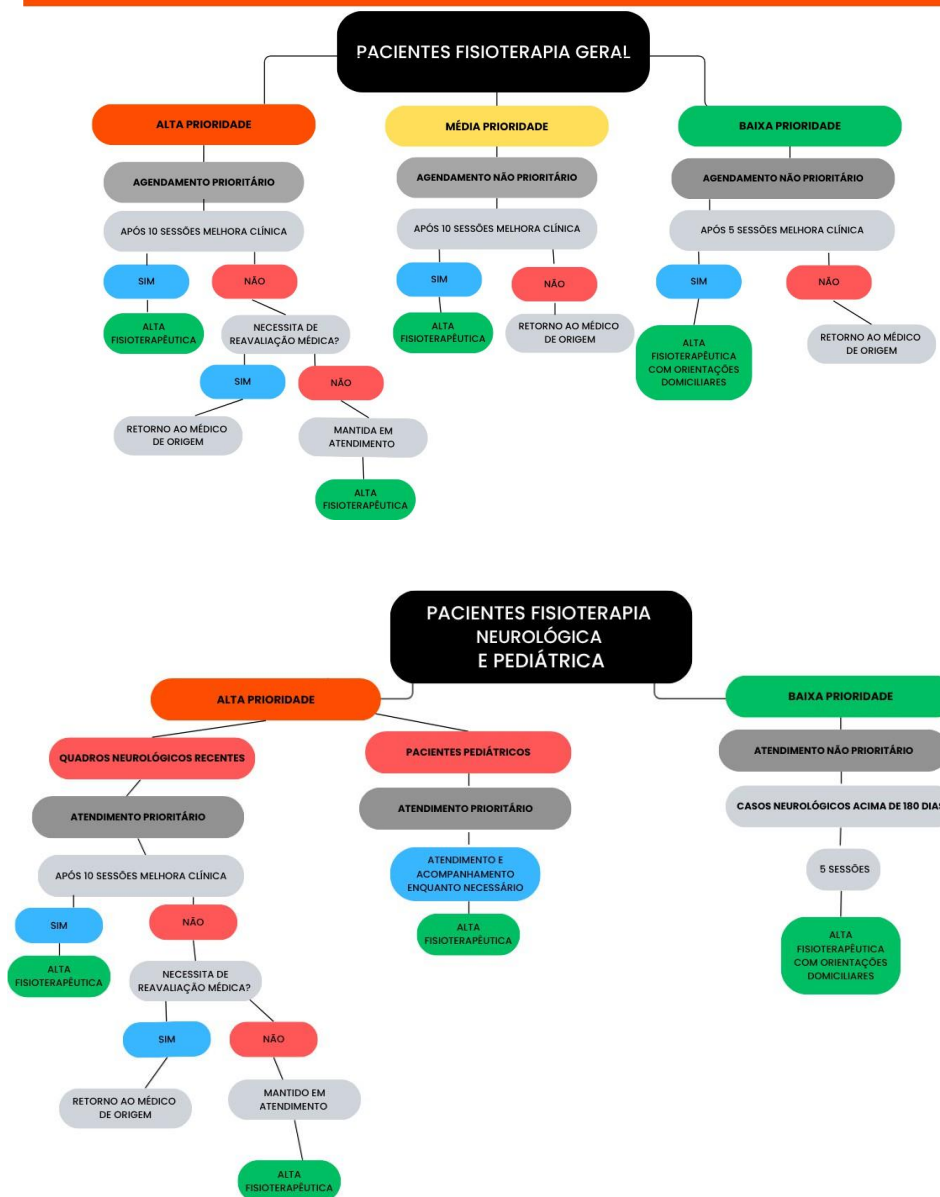 PACIENTES FISIOTERAPIA GERAL
ALTA PRIORIDADE
AGENDAMENTO PRIORITÁRIO
APÓS 10 SESSÕES MELHORA CLÍNICA
SIM
NÃO
ALTA
FISIOTERAPÊUTICA
NECESSITA DE
REAVALIAÇÃO MÉDICA?
SIM
NÃO
RETORNO AO MÉDICO
DE ORIGEM
MANTIDA EM
ATENDIMENTO
ALTA
FISIOTERAPÊUTICA
MÉDIA PRIORIDADE
AGENDAMENTO NÃO PRIORITÁRIO
APÓS 10 SESSÕES MELHORA CLÍNICA
SIM
NÃO
ALTA
FISIOTERAPÊUTICA
RETORNO AO MÉDICO
DE ORIGEM
BAIXA PRIORIDADE
AGENDAMENTO NÃO PRIORITÁRIO
APÓS 5 SESSÕES MELHORA CLÍNICA
SIM
NÃO
ALTA
FISIOTERAPÊUTICA
COM ORIENTAÇÕES
DOMICILIARES
RETORNO AO MÉDICO
DE ORIGEM
PACIENTES FISIOTERAPIA
NEUROLÓGICA
E PEDIÁTRICA
ALTA PRIORIDADE
QUADROS NEUROLÓGICOS RECENTES
ATENDIMENTO PRIORITÁRIO
APÓS 10 SESSÕES MELHORA CLÍNICA
SIM
NÃO
ALTA
FISIOTERAPÊUTICA
NECESSITA DE
REAVALIAÇÃO MÉDICA?
SIM
NÃO
RETORNO AO MÉDICO
DE ORIGEM
MANTIDO EM
ATENDIMENTO
ALTA
FISIOTERAPÊUTICA
PACIENTES PEDIÁTRICOS
ATENDIMENTO PRIORITÁRIO
ATENDIMENTO E
ACOMPANHAMENTO
ENQUANTO NECESSÁRIO
ALTA
FISIOTERAPÊUTICA
BAIXA PRIORIDADE
ATENDIMENTO NÃO PRIORITÁRIO
CASOS NEUROLÓGICOS ACIMA DE 180 DIAS
5 SESSÕES
ALTA
FISIOTERAPÊUTICA
COM ORIENTAÇÕES
DOMICILIARES